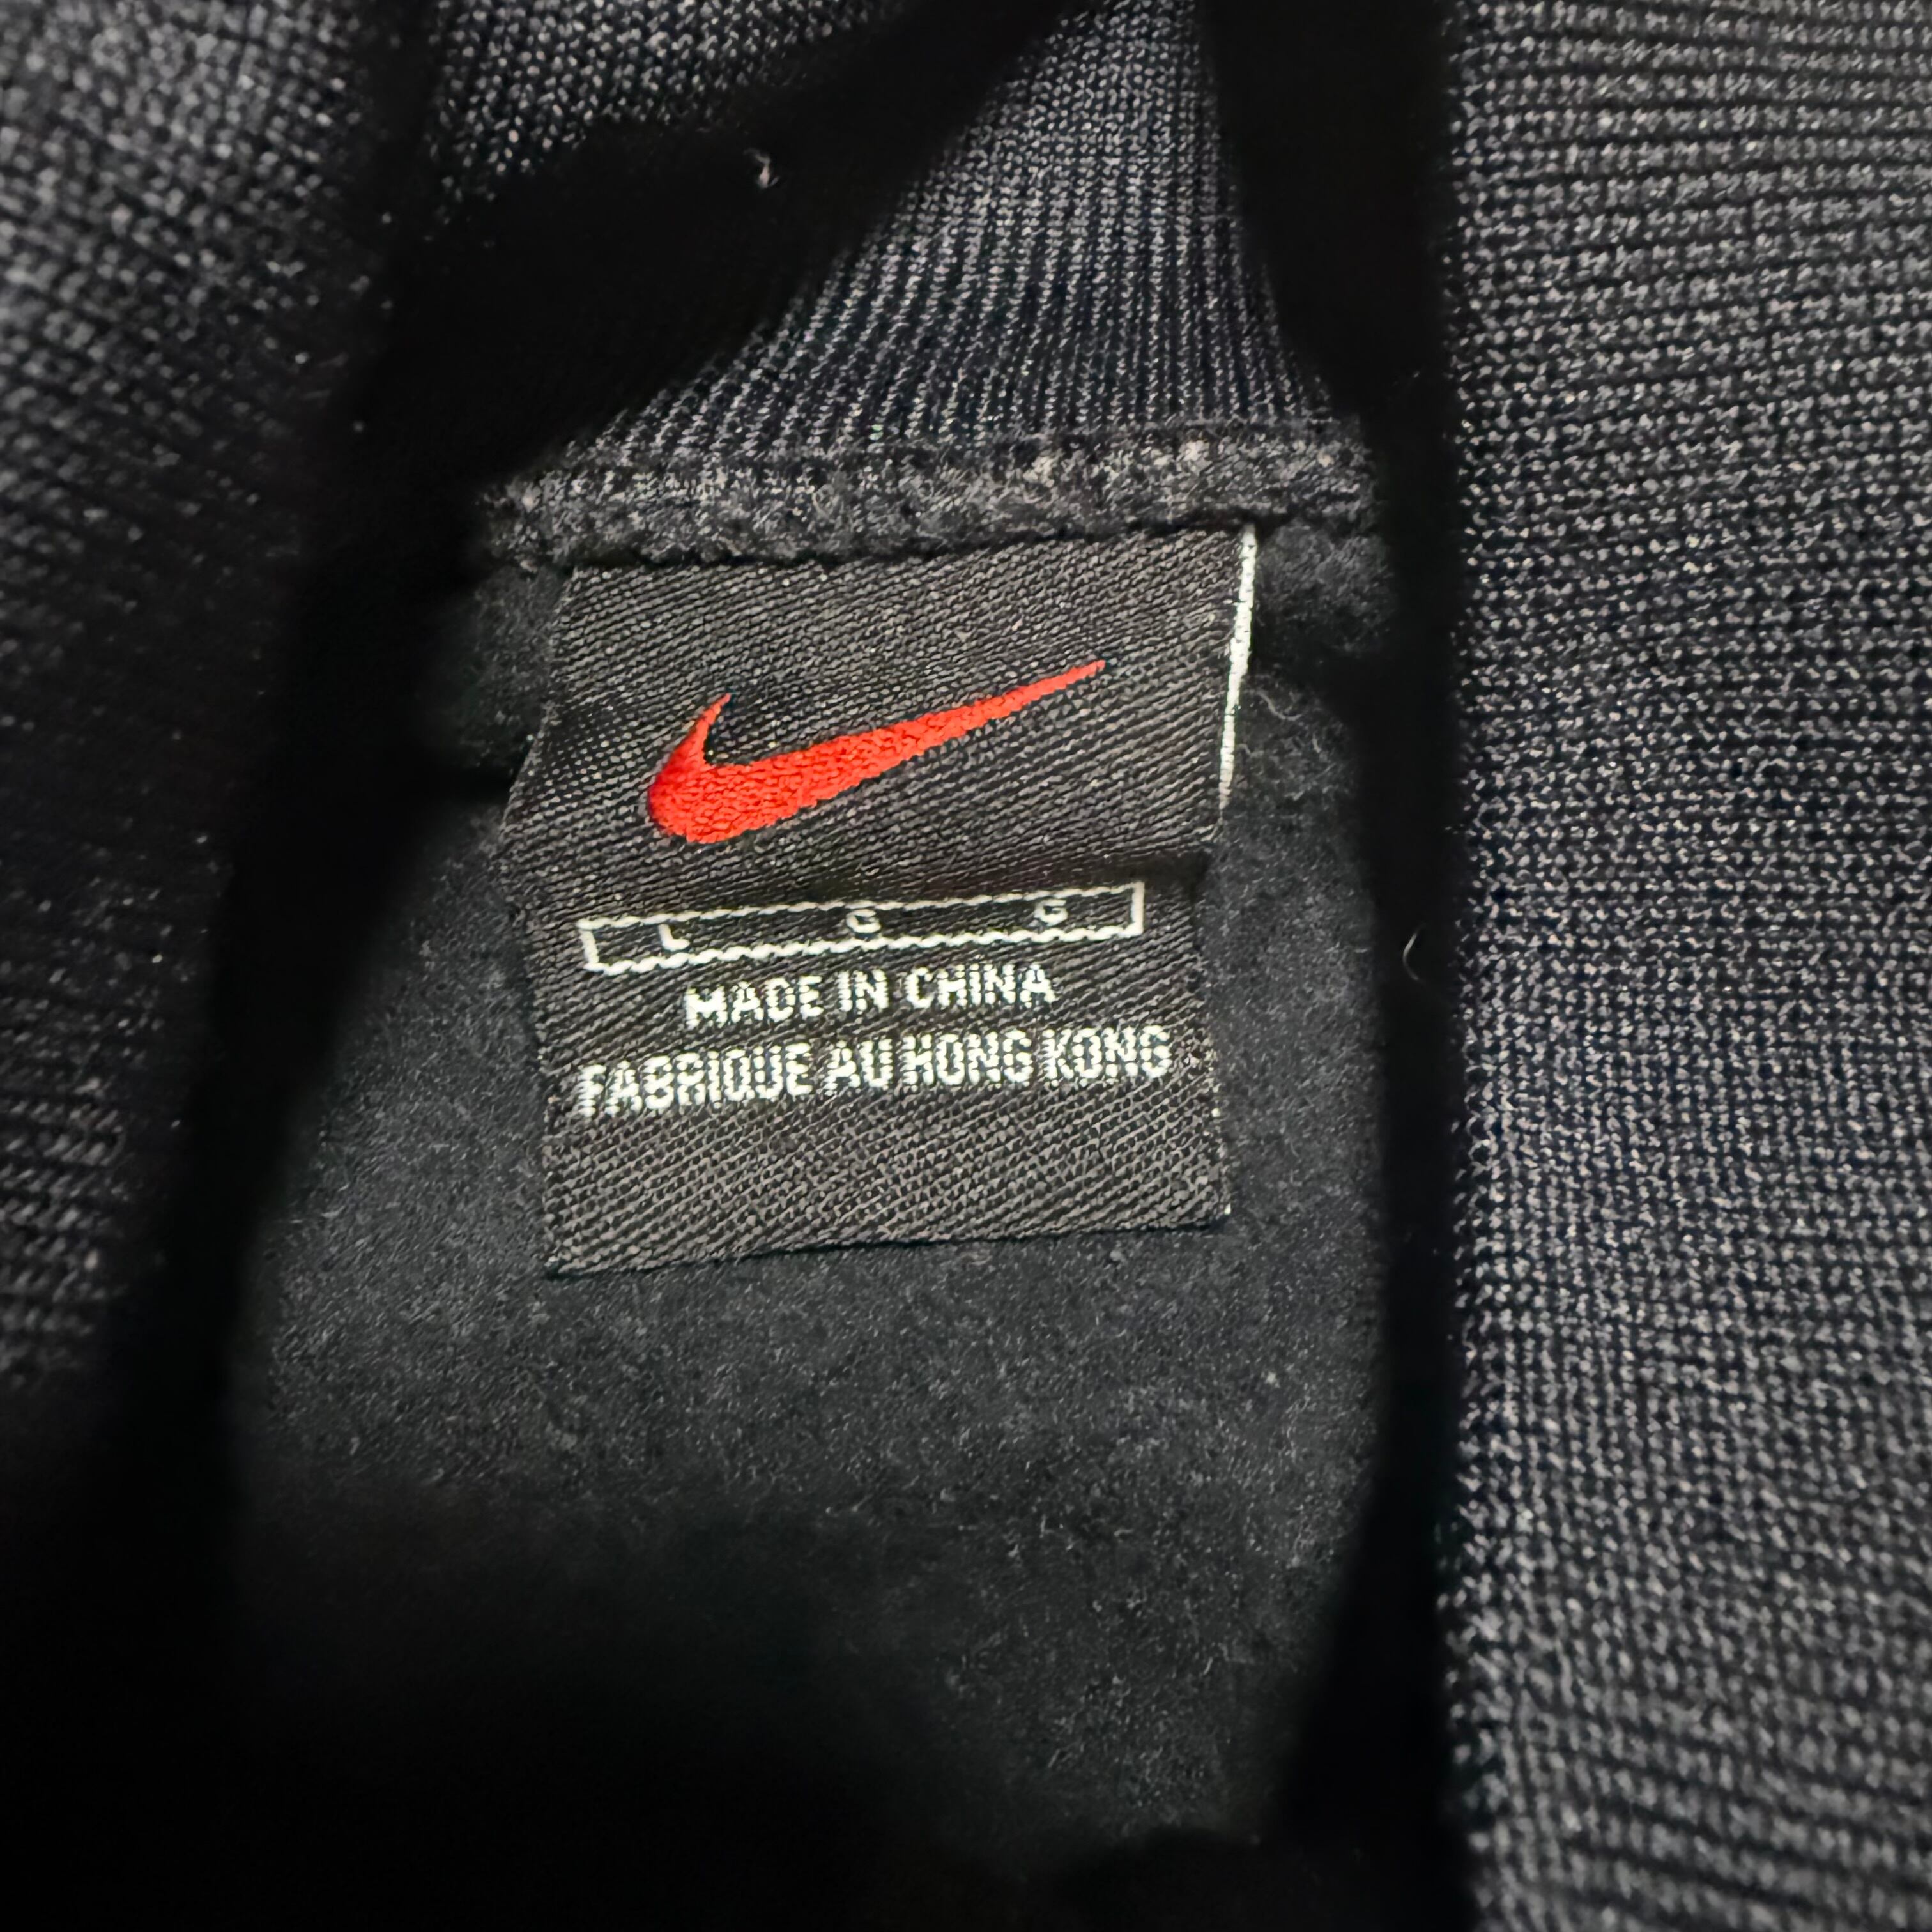 L G G
MADE IN CHINA
FABRIQUE AU HONG KONG